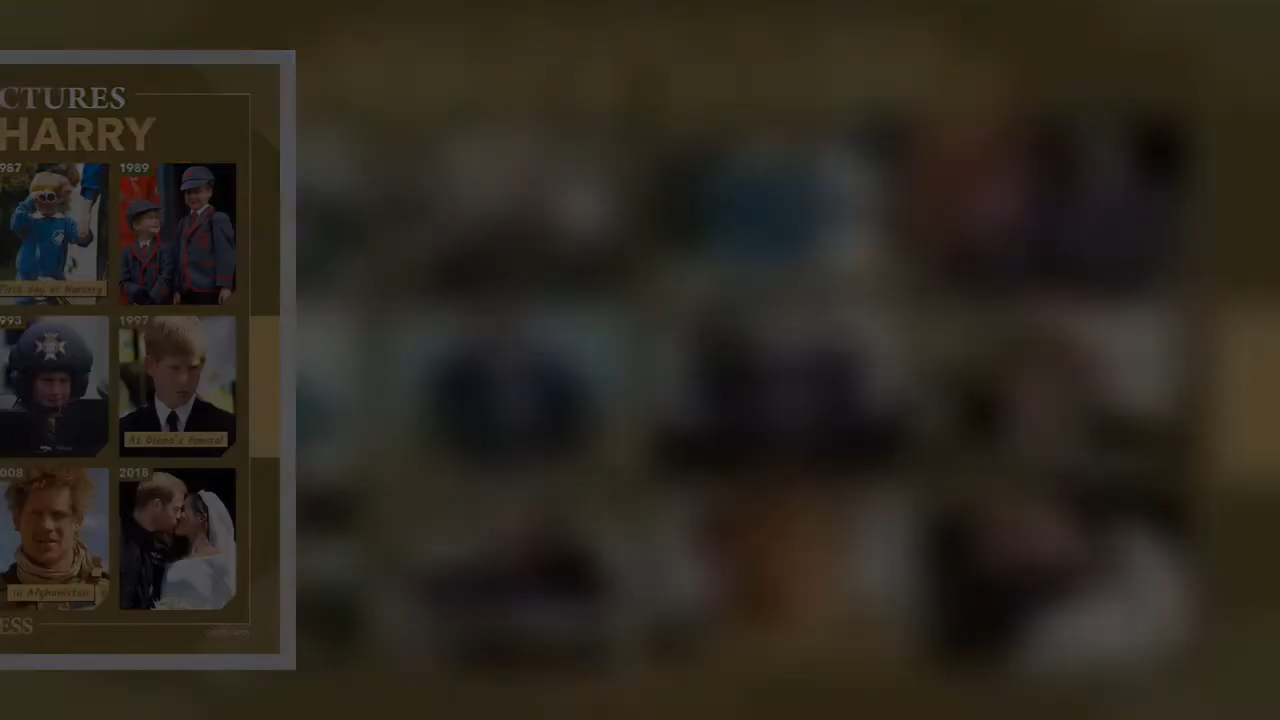 CTURES
HARRY
987
1989
First day at Nursery
993
1997
At Diana's funeral
008
2018
in Afghanistan
ESS